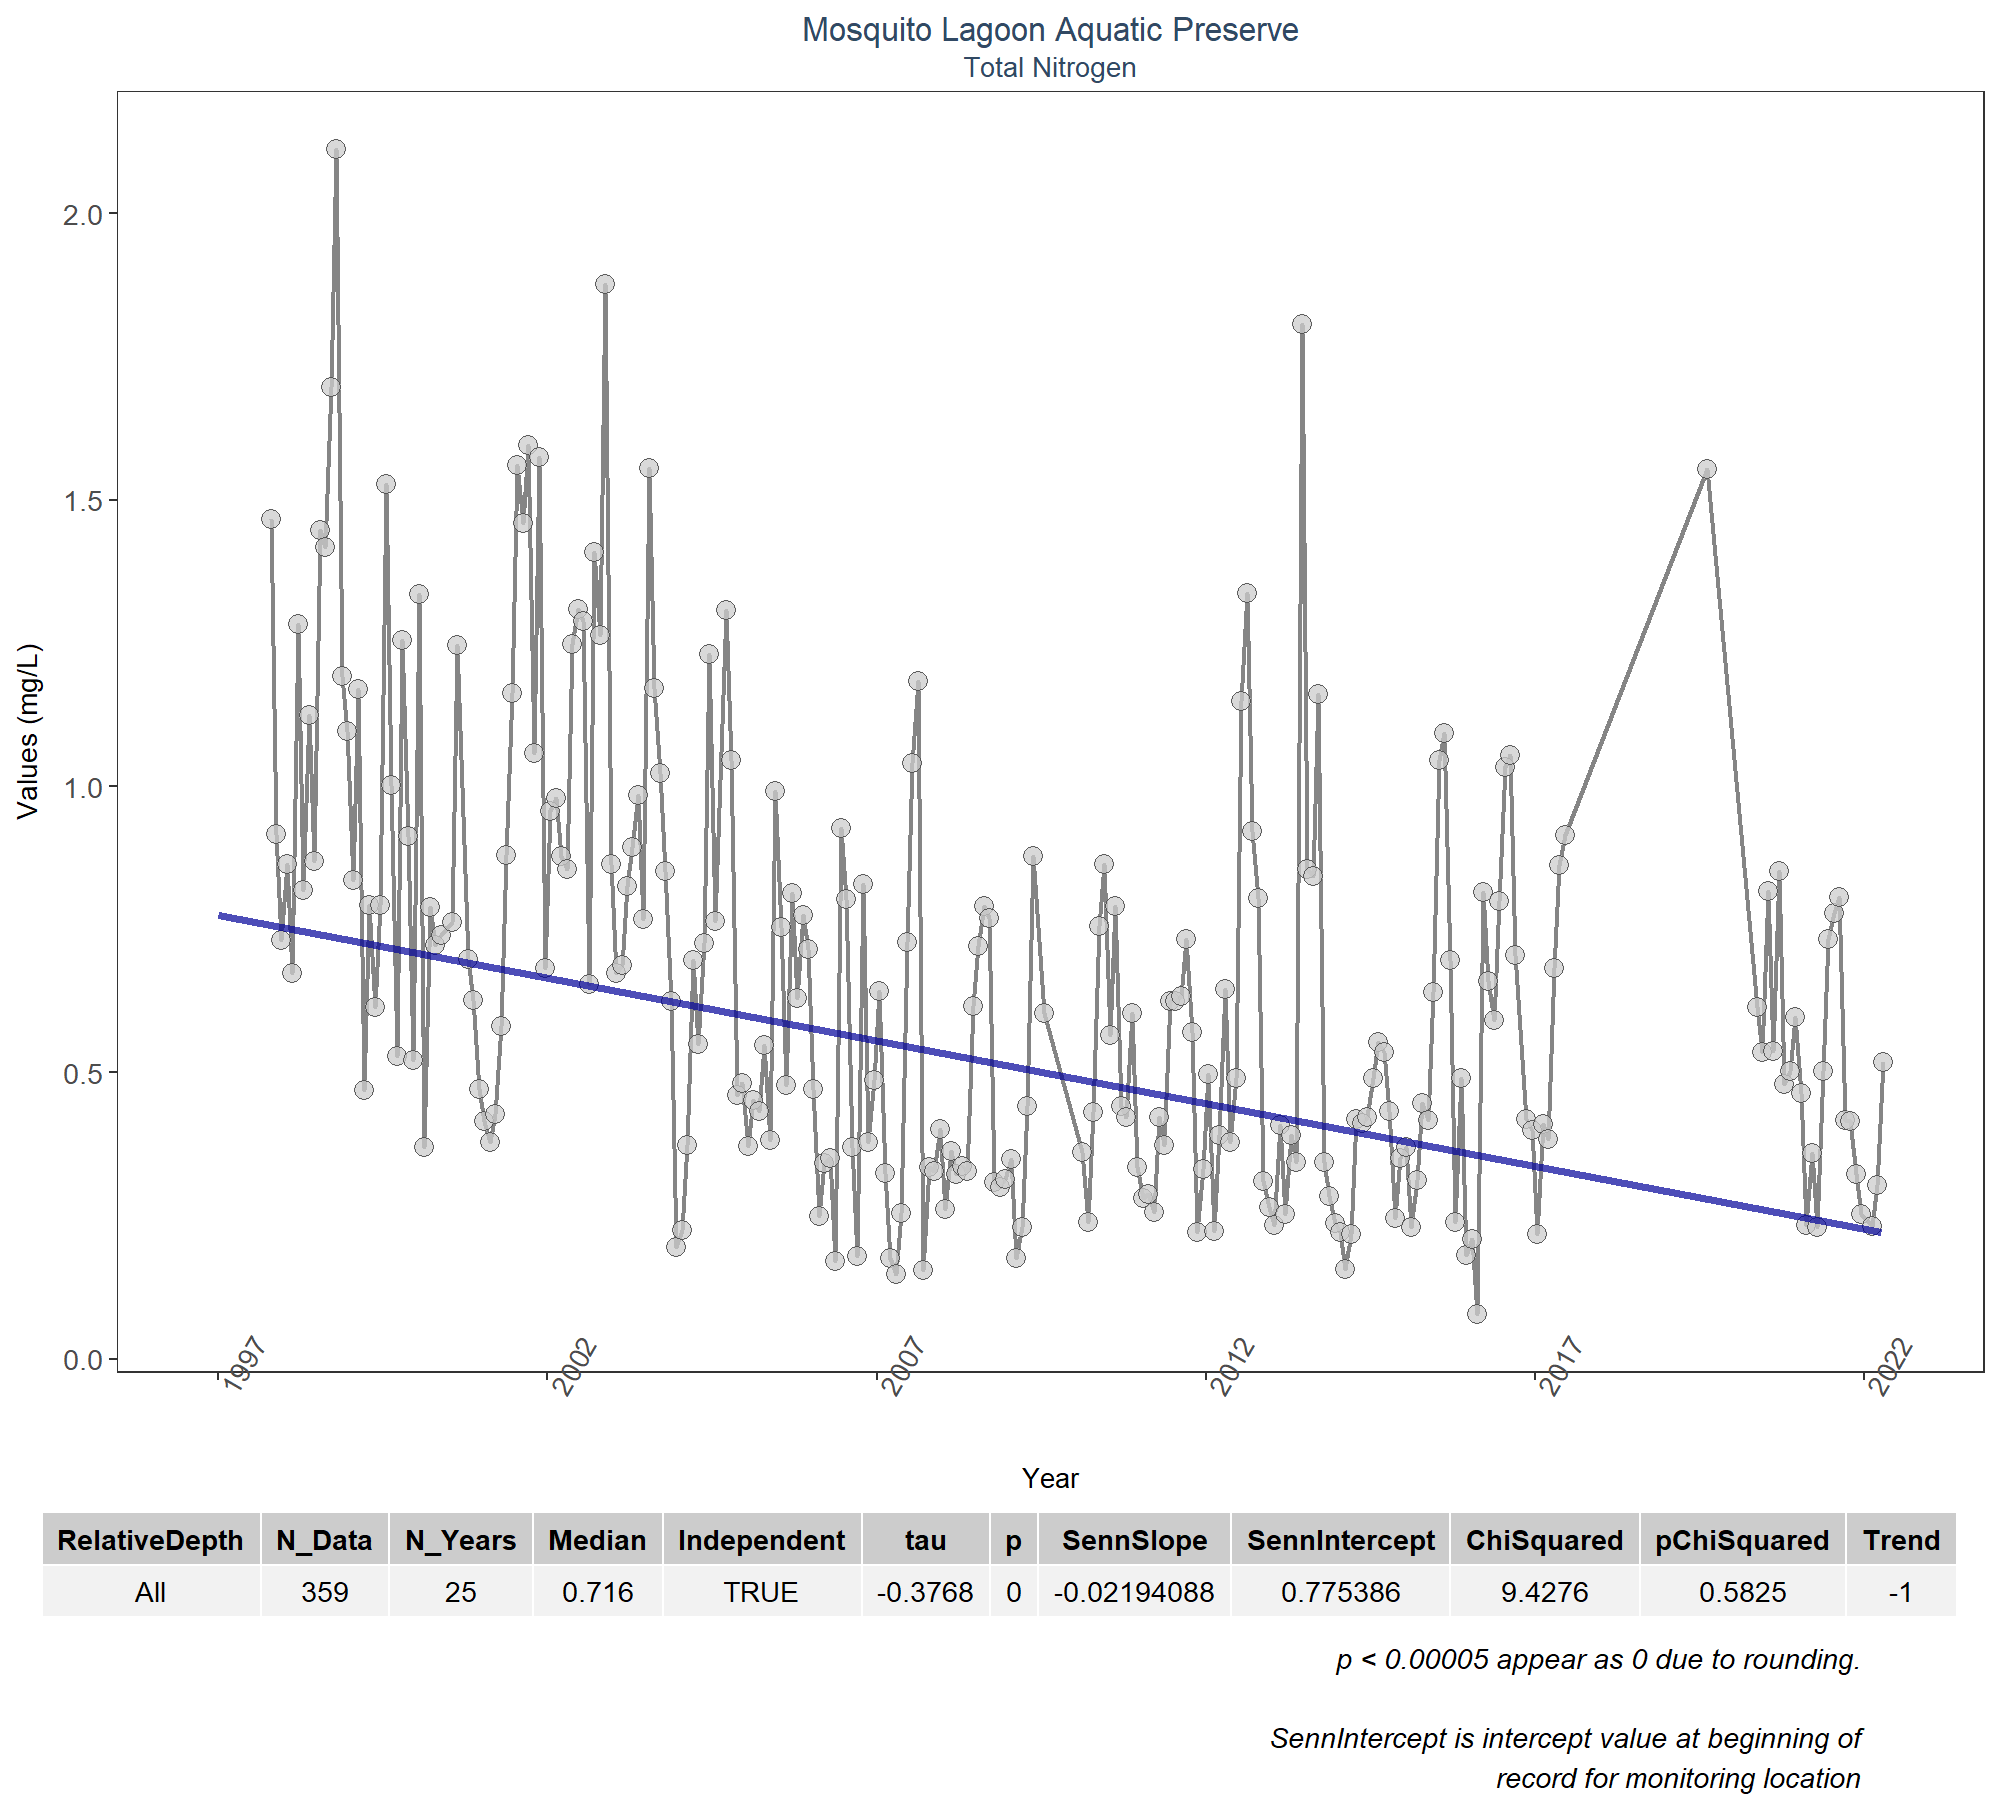 Mosquito Lagoon Aquatic Preserve
Total Nitrogen
Values (mg/L)
2.0
1.5
1.0
0.5
0.0
1997 2002 2007 2012 2017 2022
Year
RelativeDepth N_Data N_Years Median Independent tau p SennSlope SennIntercept ChiSquared pChiSquared Trend
All 359 25 0.716 TRUE -0.3768 0 -0.02194088 0.775386 9.4276 0.5825 -1
p < 0.00005 appear as 0 due to rounding.
SennIntercept is intercept value at beginning of
record for monitoring location